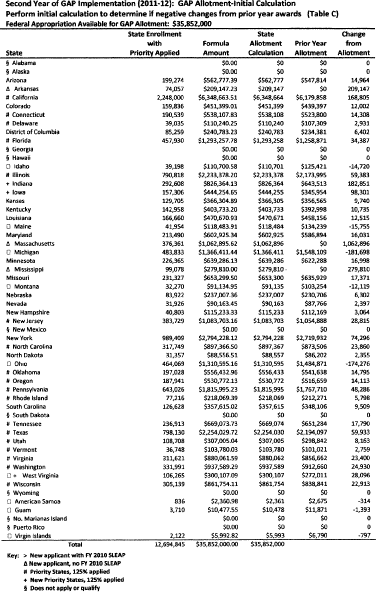 Second Year of GAP Implementation (2011-12): GAP Allotment-Initial Calculation
Perform initial calculation to determine if negative changes from prior year awards (Table C)
Federal Appropriation Available for GAP Allotment: $35,852,000
State Enrollment State Change
with Formula Allotment Prior Year from
State Priority Applied Amount Calculation Allotment Allotment
§ Alabama $0.00 $0 $0
§ Alaska $0.00 $0 $0
Arizona 199,274 $562,777.39 $562,777 $547,814 14,964
Δ Arkansas 74,057 $209,147.23 $209,147 $0 209,147
# California 2,248,000 $6,348,663.51 $6,348,664 $6,179,858 168,805
Colorado 159,836 $451,399.01 $451,399 $439,397 12,002
# Connecticut 190,539 $538,107.83 $538,108 $523,800 14,308
# Delaware 39,035 $110,240.25 $110,240 $107,309 2,931
District of Columbia 85,259 $240,783.23 $240,783 $234,381 6,402
# Florida 457,930 $1,293,257.78 $1,293,258 $1,258,871 34,387
§ Georgia $0.00 $0 $0
§ Hawaii $0.00 $0 $0
□ Idaho 39,198 $110,700.58 $110,701 $125,421 -14,720
# Illinois 790,818 $2,233,378.20 $2,233,378 $2,173,995 59,383
+ Indiana 292,608 $826,364.13 $826,364 $643,513 182,851
+ Iowa 157,306 $444,254.65 $444,255 $345,954 98,301
Kansas 129,705 $366,304.89 $366,305 $356,565 9,740
Kentucky 142,958 $403,733.20 $403,733 $392,998 10,735
Louisiana 166,660 $470,670.93 $470,671 $458,156 12,515
□ Maine 41,954 $118,483.91 $118,484 $134,239 -15,755
Maryland 213,490 $602,925.34 $602,925 $586,894 16,031
Δ Massachusetts 376,361 $1,062,895.62 $1,062,896 $0 1,062,896
□ Michigan 483,833 $1,366,411.44 $1,366,411 $1,548,109 -181,698
Minnesota 226,365 $639,286.13 $639,286 $622,288 16,998
Δ Mississippi 99,078 $279,810.00 $279,810 $0 279,810
Missouri 231,327 $653,299.50 $653,300 $635,929 17,371
□ Montana 32,270 $91,134.95 $91,135 $103,254 -12,119
Nebraska 83,922 $237,007.36 $237,007 $230,706 6,302
Nevada 31,926 $90,163.45 $90,163 $87,766 2,397
New Hampshire 40,803 $115,233.33 $115,233 $112,169 3,064
# New Jersey 383,729 $1,083,703.16 $1,083,703 $1,054,888 28,815
§ New Mexico $0.00 $0 $0
New York 989,409 $2,794,228.12 $2,794,228 $2,719,932 74,296
# North Carolina 317,749 $897,366.50 $897,367 $873,506 23,860
North Dakota 31,357 $88,556.51 $88,557 $86,202 2,355
□ Ohio 464,069 $1,310,595.16 $1,310,595 $1,484,871 -174,276
# Oklahoma 197,028 $556,432.96 $556,433 $541,638 14,795
# Oregon 187,941 $530,772.13 $530,772 $516,659 14,113
# Pennsylvania 643,026 $1,815,995.23 $1,815,995 $1,767,710 48,286
# Rhode Island 77,216 $218,069.39 $218,069 $212,271 5,798
South Carolina 126,628 $357,615.02 $357,615 $348,106 9,509
§ South Dakota $0.00 $0 $0
# Tennessee 236,913 $669,073.73 $669,074 $651,284 17,790
# Texas 798,130 $2,254,029.72 $2,254,030 $2,194,097 59,933
# Utah 108,708 $307,005.04 $307,005 $298,842 8,163
# Vermont 36,748 $103,780.03 $103,780 $101,021 2,759
# Virginia 311,621 $880,061.59 $880,062 $856,662 23,400
# Washington 331,991 $937,589.29 $937,589 $912,660 24,930
□ + West Virginia 106,265 $300,107.09 $300,107 $272,011 28,096
# Wisconsin 305,139 $861,754.11 $861,754 $838,841 22,913
§ Wyoming $0.00 $0 $0
□ American Samoa 836 $2,360.98 $2,361 $2,675 -314
□ Guam 3,710 $10,477.55 $10,478 $11,871 -1,393
§ No. Marianas Island $0.00 $0 $0
§ Puerto Rico $0.00 $0 $0
□ Virgin Islands 2,122 $5,992.82 $5,993 $6,790 -797
Total 12,694,845 $35,852,000.00 $35,852,000
Key: > New applicant with FY 2010 SLEAP
Δ New applicant, no FY 2010 SLEAP
# Priority States, 125% applied
+ New Priority States, 125% applied
§ Does not apply or qualify